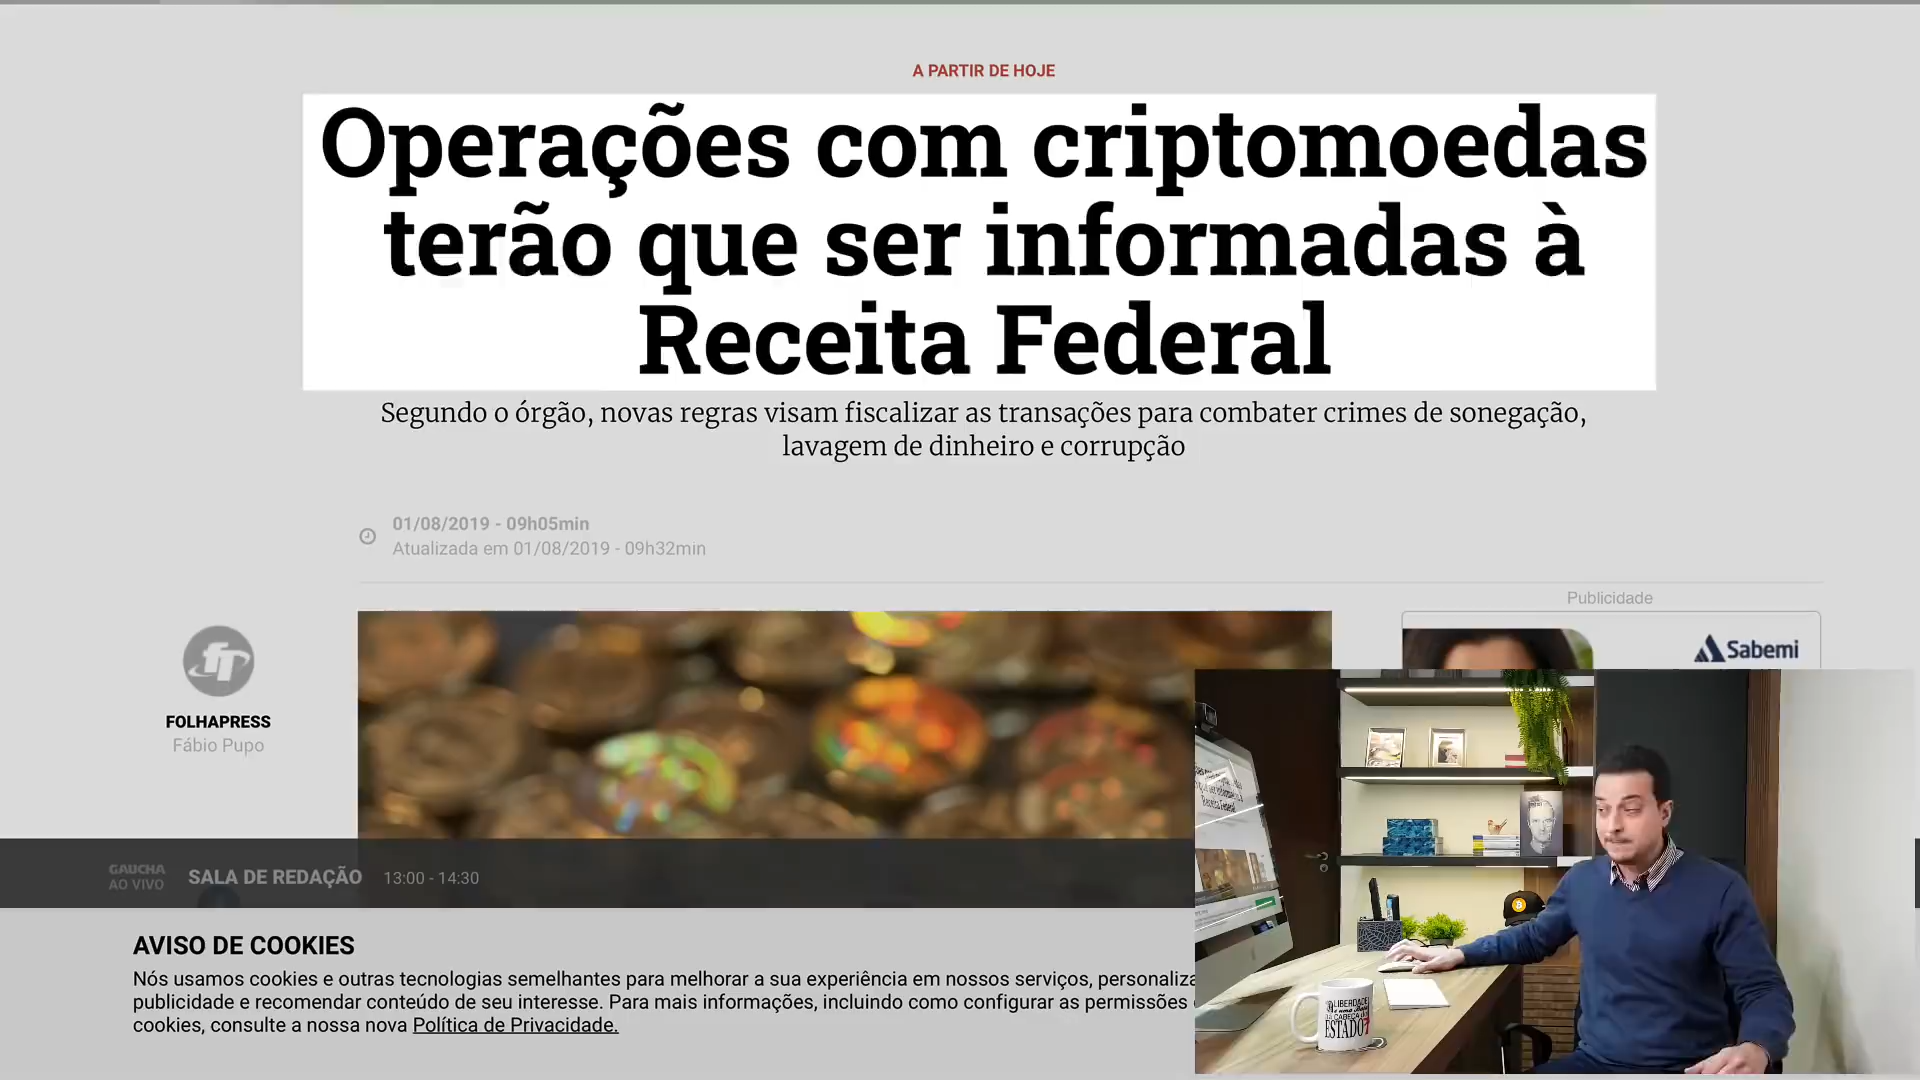 A PARTIR DE HOJE
Operações com criptomoedas
terão que ser informadas à
Receita Federal
Segundo o órgão, novas regras visam fiscalizar as transações para combater crimes de sonegação,
lavagem de dinheiro e corrupção
01/08/2019 - 09h05min
Atualizada em 01/08/2019 - 09h32min
Publicidade
Sabemi
FOLHAPRESS
Fábio Pupo
GAÚCHA
AO VIVO
SALA DE REDAÇÃO 13:00 - 14:30
AVISO DE COOKIES
Nós usamos cookies e outras tecnologias semelhantes para melhorar a sua experiência em nossos serviços, personaliza
publicidade e recomendar conteúdo de seu interesse. Para mais informações, incluindo como configurar as permissões
cookies, consulte a nossa nova Política de Privacidade.
LIBERDADE
CABEÇA
ESTADO